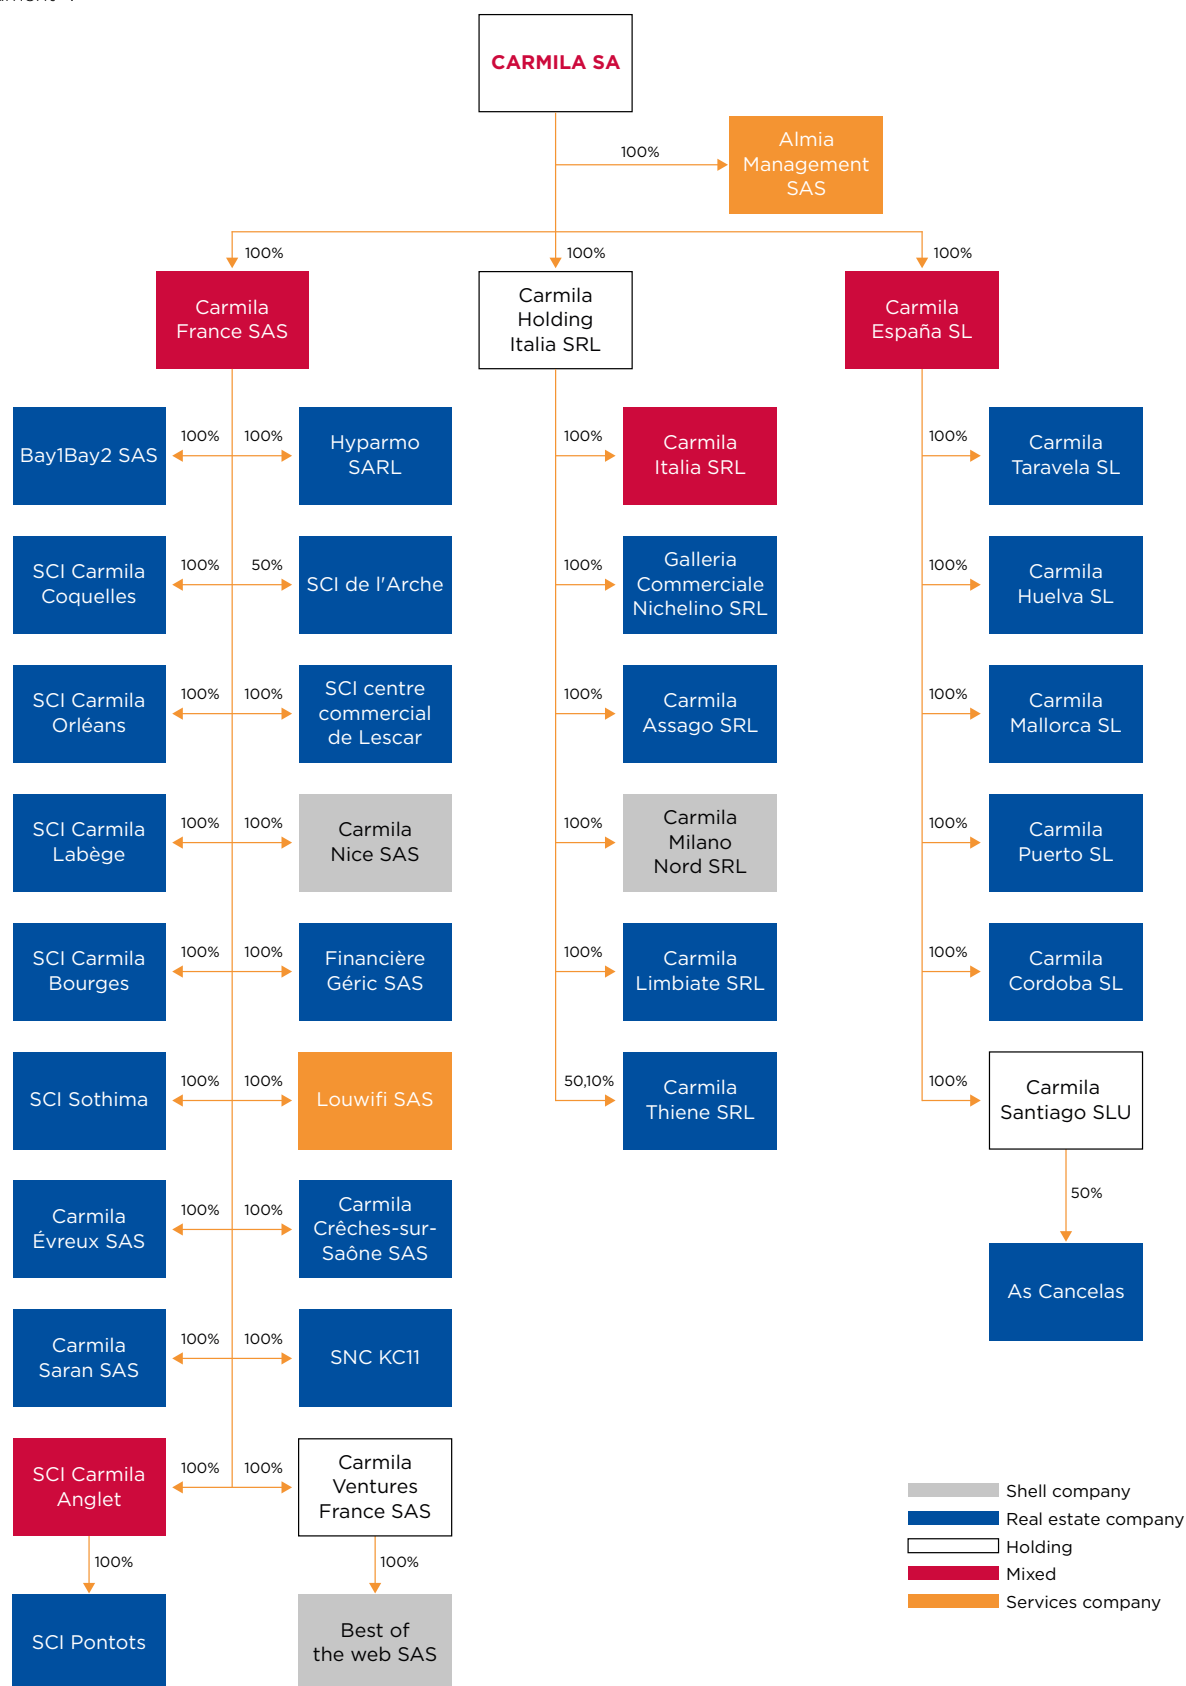 CARMILA SA
100%
Almia
Management
SAS
100%
100%
100%
Carmila
France SAS
Carmila
Holding
Italia SRL
Carmila
España SL
Bay1Bay2 SAS
100%
100%
Hyparmo
SARL
100%
Carmila
Italia SRL
100%
Carmila
Taravela SL
SCI Carmila
Coquelles
100%
50%
SCI de l'Arche
100%
Galleria
Commerciale
Nichelino SRL
100%
Carmila
Huelva SL
SCI Carmila
Orléans
100%
100%
SCI centre
commercial
de Lescar
100%
Carmila
Assago SRL
100%
Carmila
Mallorca SL
SCI Carmila
Labège
100%
100%
Carmila
Nice SAS
100%
Carmila
Milano
Nord SRL
100%
Carmila
Puerto SL
SCI Carmila
Bourges
100%
100%
Financière
Géric SAS
100%
Carmila
Limbiate SRL
100%
Carmila
Cordoba SL
SCI Sothima
100%
100%
Louwifi SAS
50,10%
Carmila
Thiene SRL
100%
Carmila
Santiago SLU
Carmila
Évreux SAS
100%
100%
Carmila
Crêches-sur-
Saône SAS
50%
As Cancelas
Carmila
Saran SAS
100%
100%
SNC KC11
SCI Carmila
Anglet
100%
100%
Carmila
Ventures
France SAS
100%
100%
SCI Pontots
Best of
the web SAS
Shell company
Real estate company
Holding
Mixed
Services company